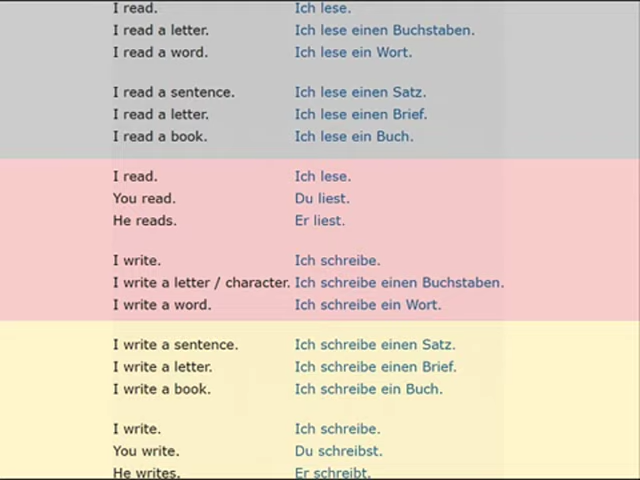 I read. Ich lese.
I read a letter. Ich lese einen Buchstaben.
I read a word. Ich lese ein Wort.
I read a sentence. Ich lese einen Satz.
I read a letter. Ich lese einen Brief.
I read a book. Ich lese ein Buch.
I read. Ich lese.
You read. Du liest.
He reads. Er liest.
I write. Ich schreibe.
I write a letter / character. Ich schreibe einen Buchstaben.
I write a word. Ich schreibe ein Wort.
I write a sentence. Ich schreibe einen Satz.
I write a letter. Ich schreibe einen Brief.
I write a book. Ich schreibe ein Buch.
I write. Ich schreibe.
You write. Du schreibst.
He writes. Er schreibt.